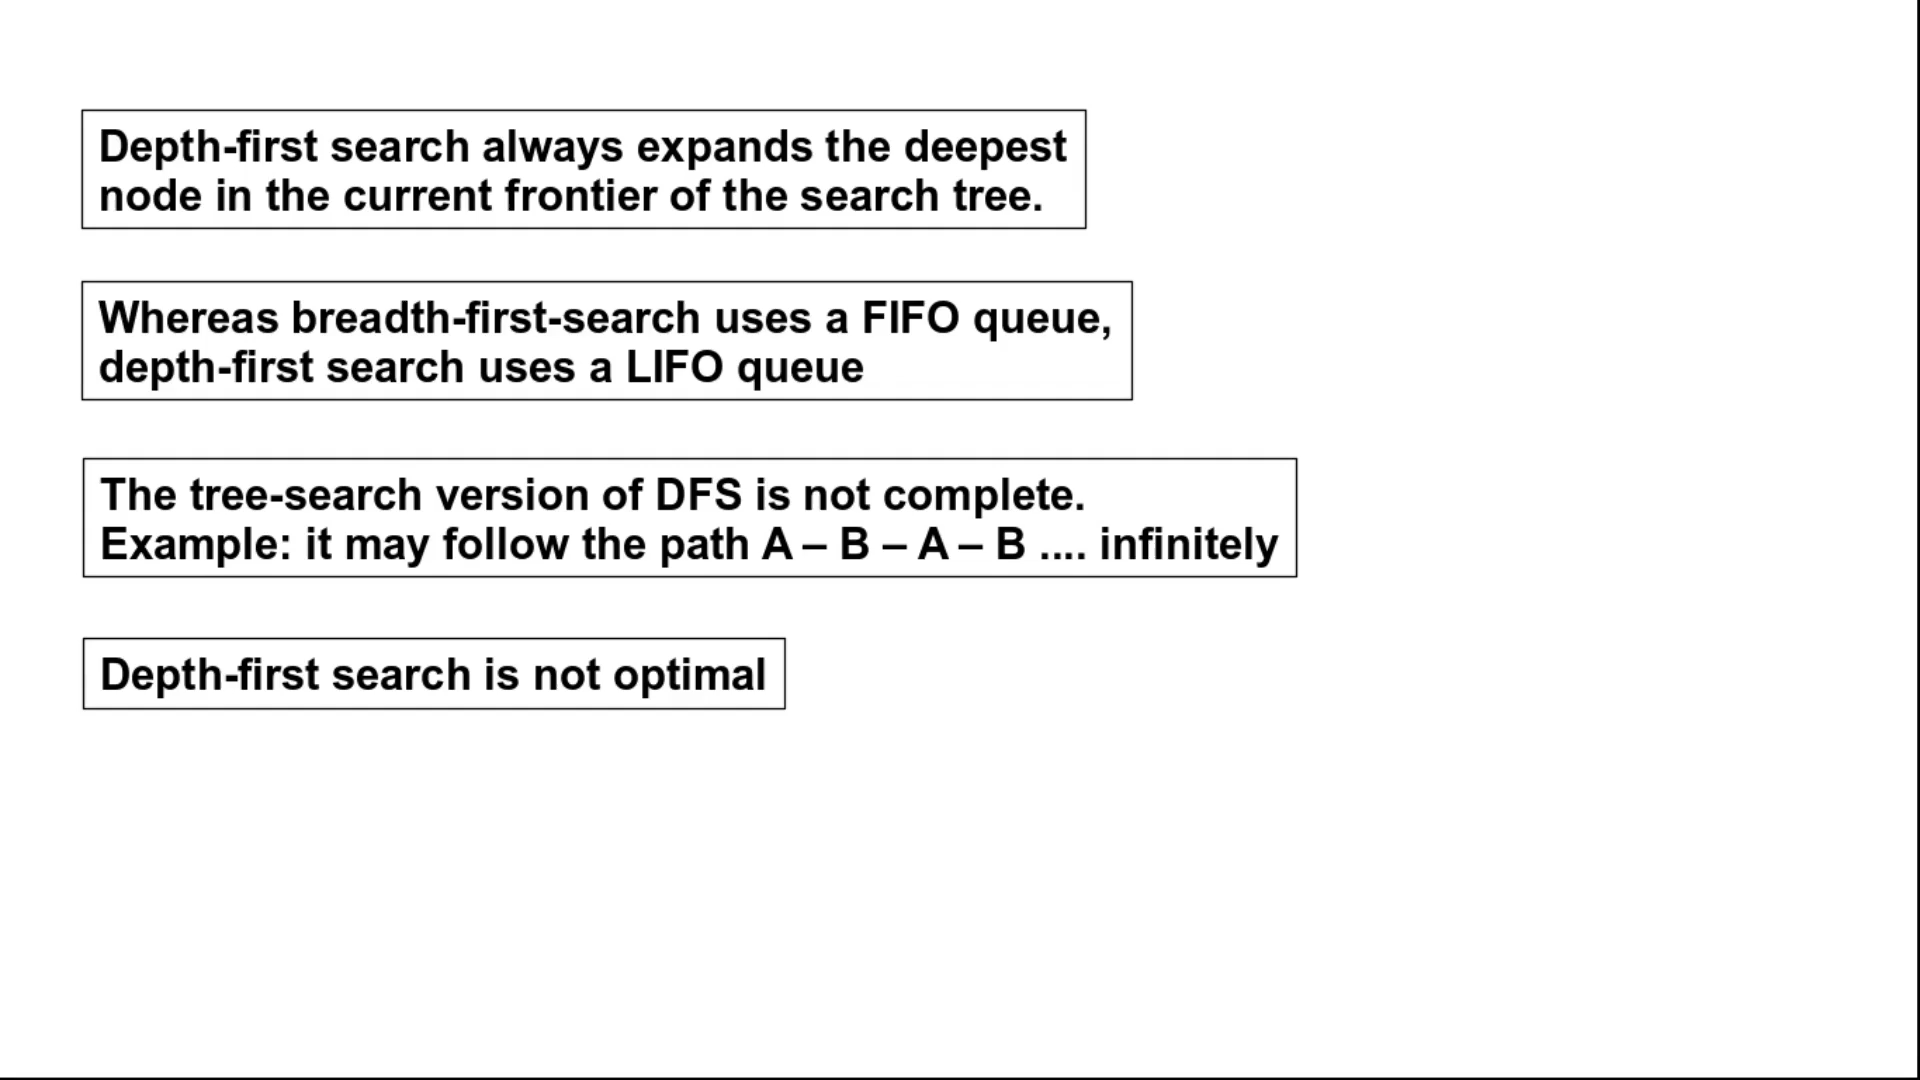 Depth-first search always expands the deepest
node in the current frontier of the search tree.
Whereas breadth-first-search uses a FIFO queue,
depth-first search uses a LIFO queue
The tree-search version of DFS is not complete.
Example: it may follow the path A – B – A – B .... infinitely
Depth-first search is not optimal